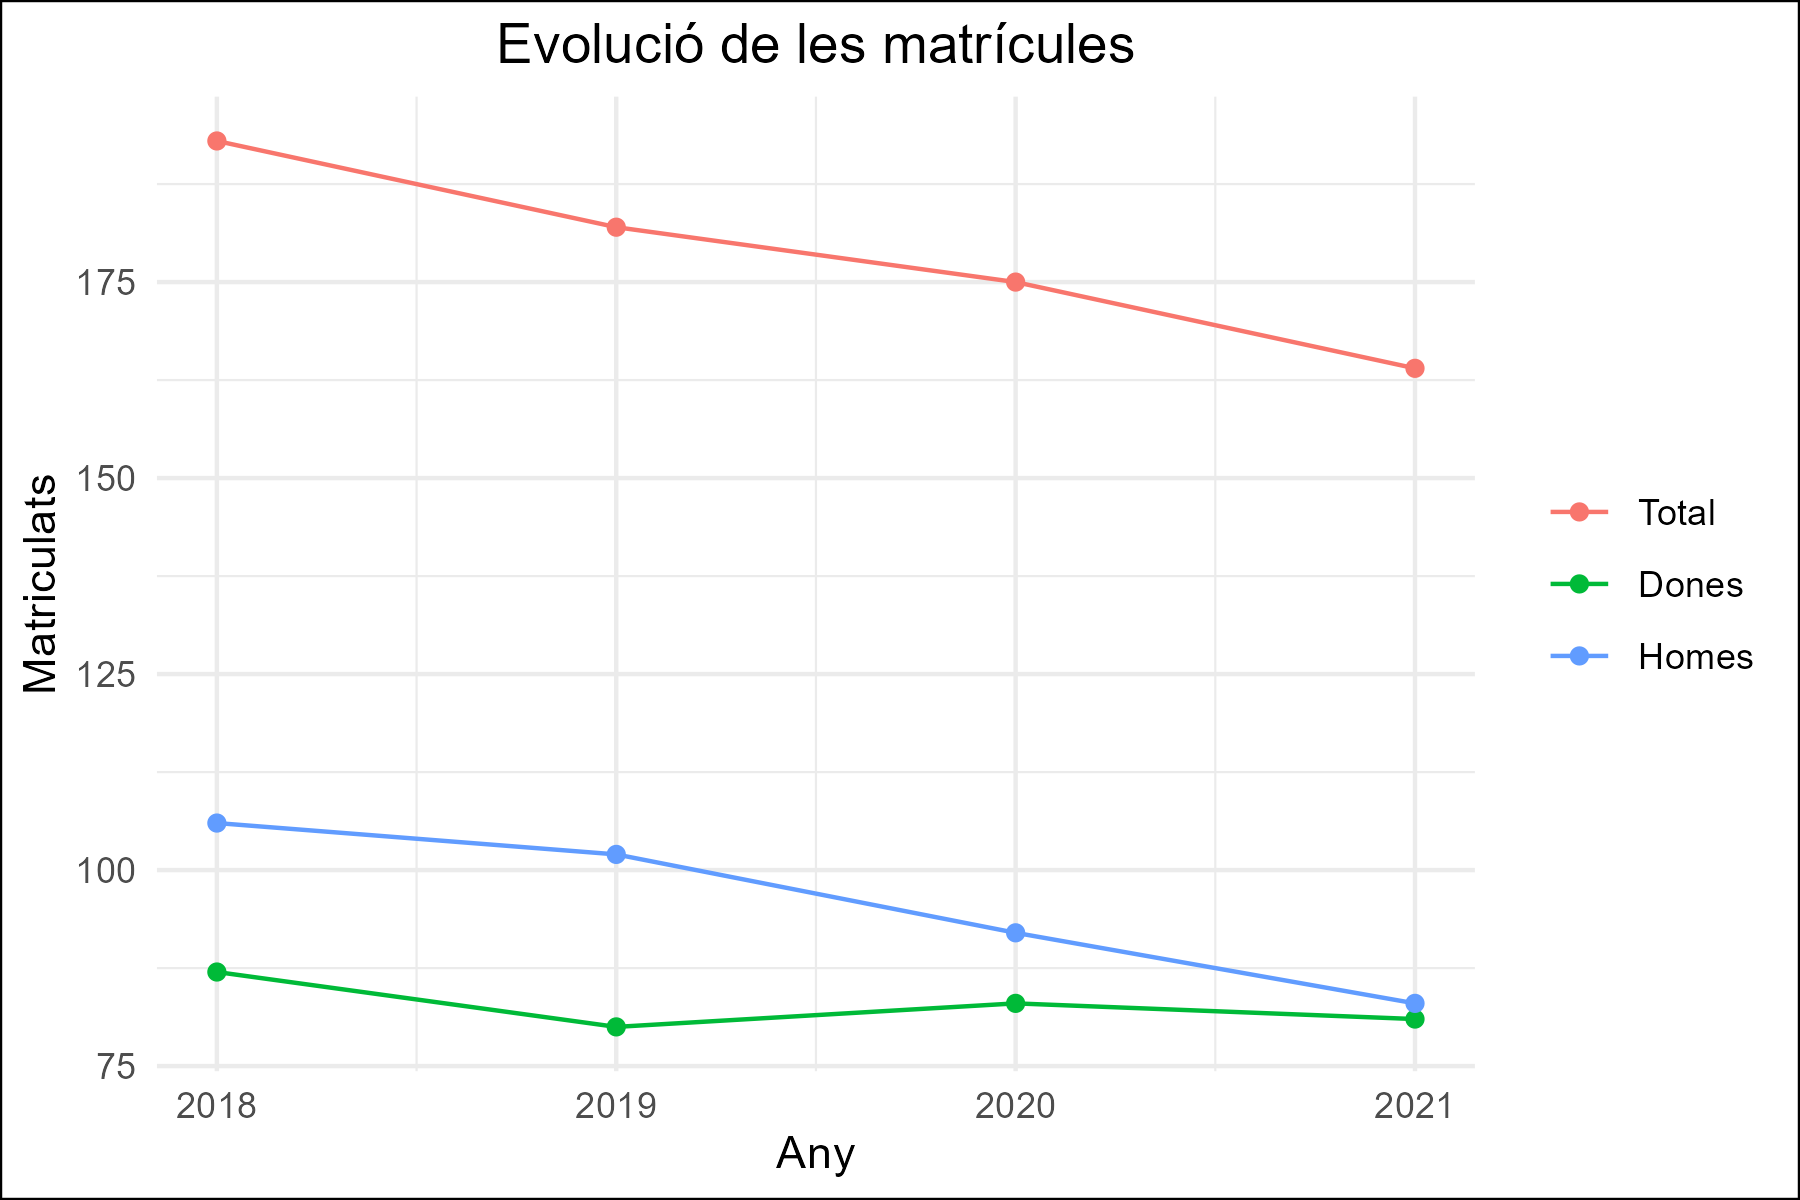 Evolució de les matrícules
Matriculats
175
150
125
100
75
2018
2019
2020
2021
Any
Total
Dones
Homes